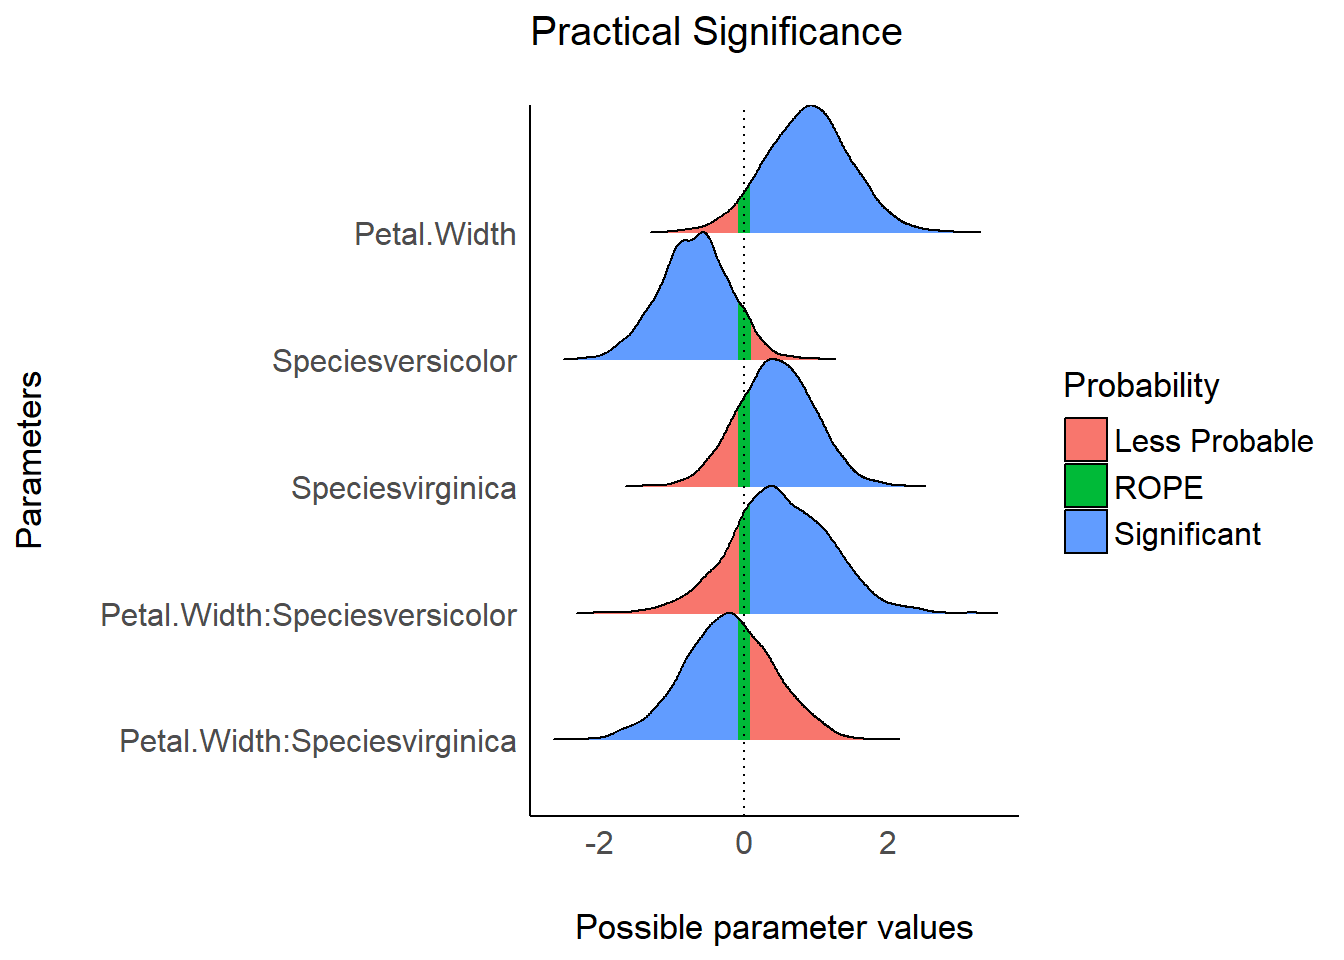 Practical Significance
Parameters
Petal.Width
Speciesversicolor
Speciesvirginica
Petal.Width:Speciesversicolor
Petal.Width:Speciesvirginica
-2 0 2
Possible parameter values
Probability
Less Probable
ROPE
Significant